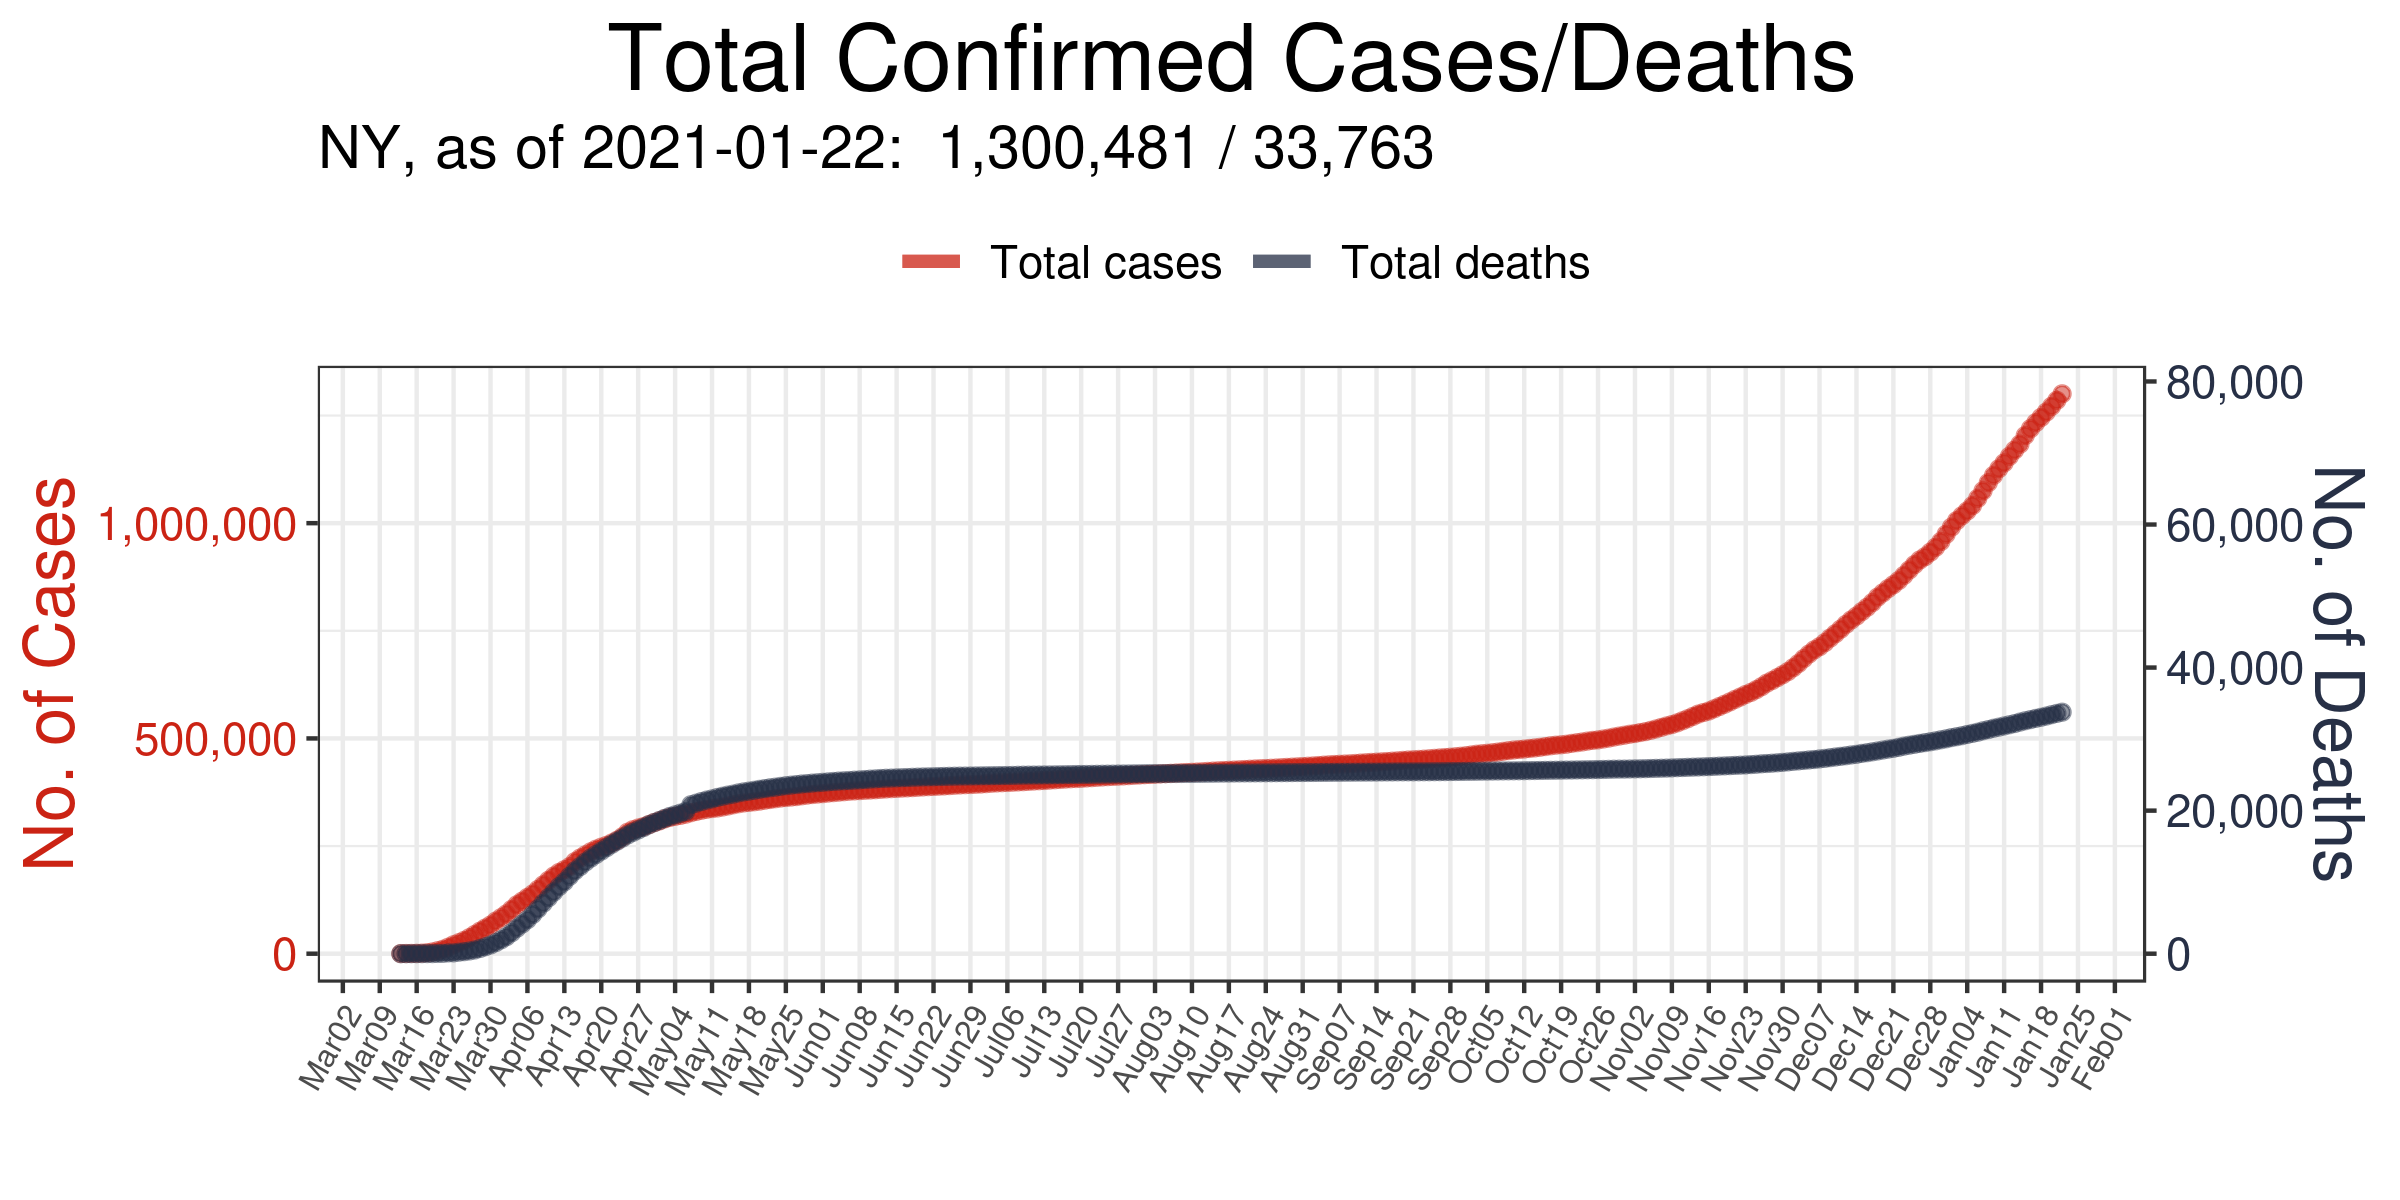 Total Confirmed Cases/Deaths
NY, as of 2021-01-22:  1,300,481 / 33,763
Total cases
Total deaths
No. of Cases
1,000,000
500,000
0
80,000
60,000
40,000
20,000
0
No. of Deaths
Mar02
Mar09
Mar16
Mar23
Mar30
Apr06
Apr13
Apr20
Apr27
May04
May11
May18
May25
Jun01
Jun08
Jun15
Jun22
Jun29
Jul06
Jul13
Jul20
Jul27
Aug03
Aug10
Aug17
Aug24
Aug31
Sep07
Sep14
Sep21
Sep28
Oct05
Oct12
Oct19
Oct26
Nov02
Nov09
Nov16
Nov23
Nov30
Dec07
Dec14
Dec21
Dec28
Jan04
Jan11
Jan18
Jan25
Feb01